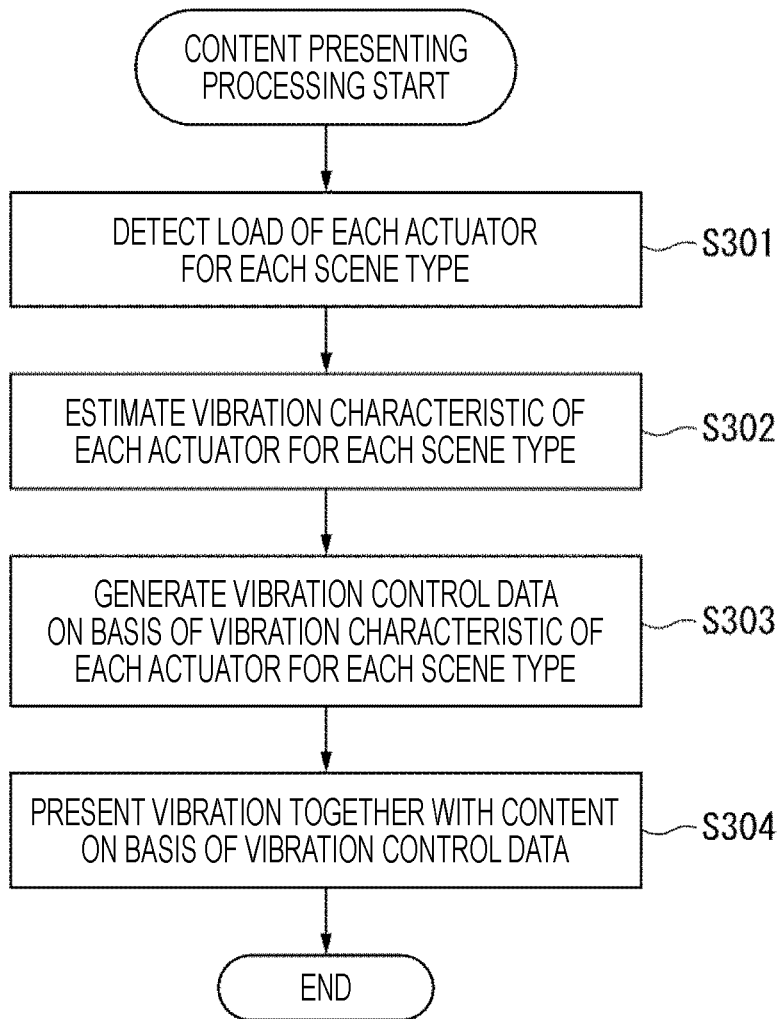 CONTENT PRESENTING
PROCESSING START
DETECT LOAD OF EACH ACTUATOR
FOR EACH SCENE TYPE
S301
ESTIMATE VIBRATION CHARACTERISTIC OF
EACH ACTUATOR FOR EACH SCENE TYPE
S302
GENERATE VIBRATION CONTROL DATA
ON BASIS OF VIBRATION CHARACTERISTIC OF
EACH ACTUATOR FOR EACH SCENE TYPE
S303
PRESENT VIBRATION TOGETHER WITH CONTENT
ON BASIS OF VIBRATION CONTROL DATA
S304
END